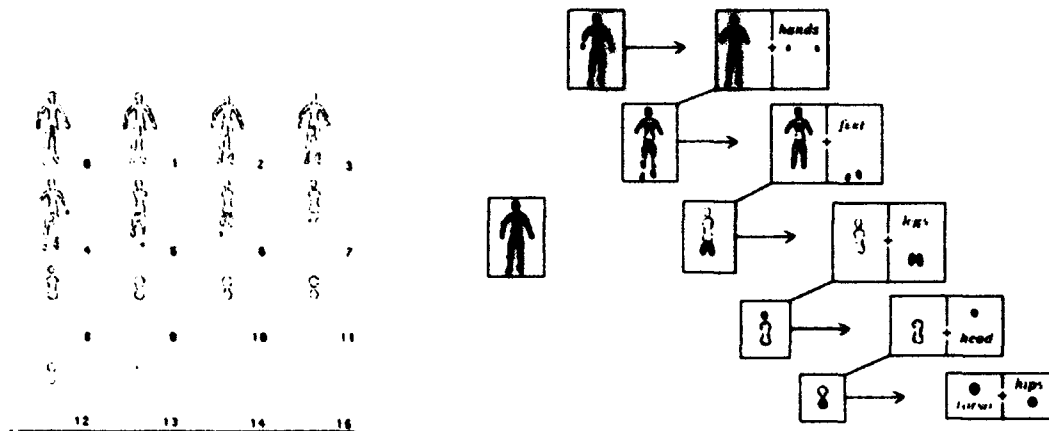 0 1 2 3
4 5 6 7
8 9 10 11
12 13 14 15
hands
+
feet
+
legs
+
head
+
torso + hips